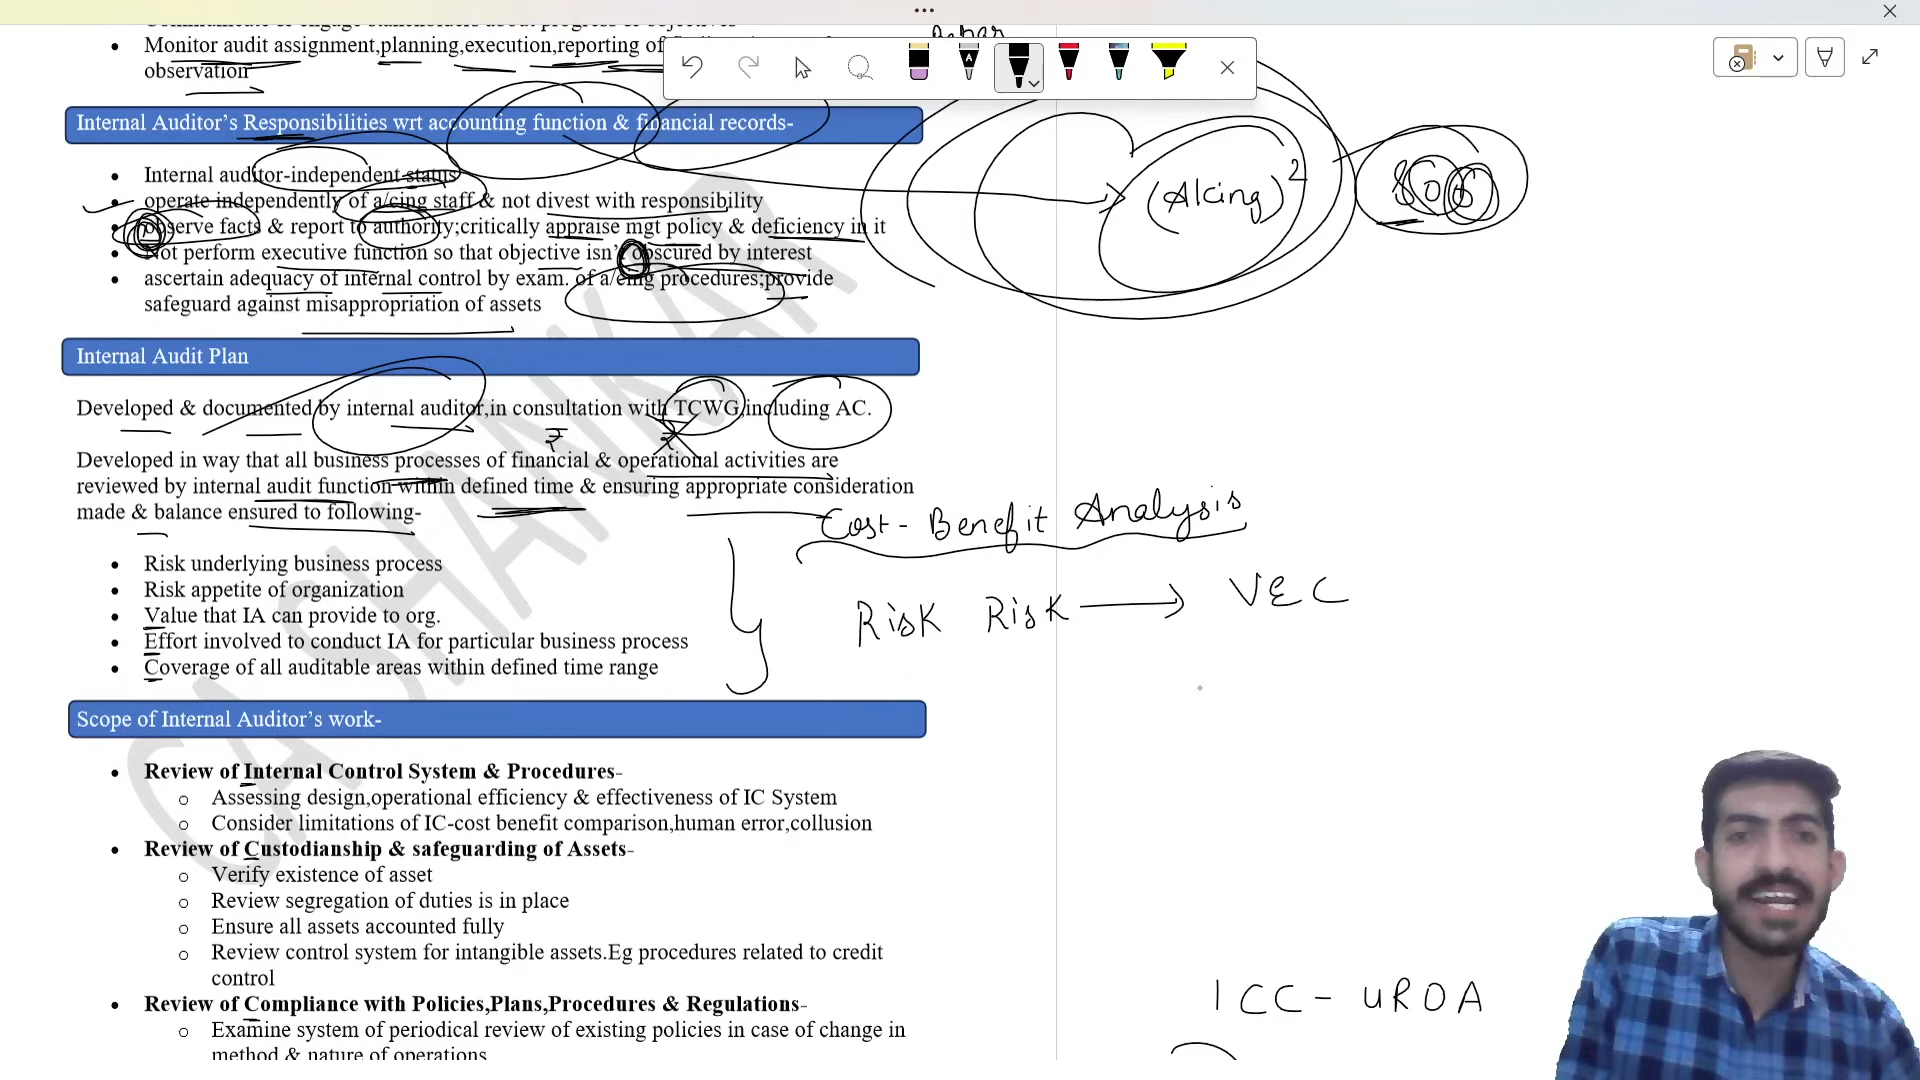 Monitor audit assignment,planning,execution,reporting of
observation
Internal Auditor's Responsibilities wrt accounting function & financial records-
Internal auditor-independent status
operate independently of a/cing staff & not divest with responsibility
observe facts & report to authority;critically appraise mgt policy & deficiency in it
Not perform executive function so that objective isn't obscured by interest
ascertain adequacy of internal control by exam. of a/cing procedures;provide
safeguard against misappropriation of assets
(A/cing)²
Internal Audit Plan
Developed & documented by internal auditor,in consultation with TCWG,including AC.
Developed in way that all business processes of financial & operational activities are
reviewed by internal audit function within defined time & ensuring appropriate consideration
made & balance ensured to following-
Cost-Benefit Analysis
Risk underlying business process
Risk appetite of organization
Value that IA can provide to org.
Effort involved to conduct IA for particular business process
Coverage of all auditable areas within defined time range
Risk Risk → VEC
Scope of Internal Auditor's work-
Review of Internal Control System & Procedures-
Assessing design,operational efficiency & effectiveness of IC System
Consider limitations of IC-cost benefit comparison,human error,collusion
Review of Custodianship & safeguarding of Assets-
Verify existence of asset
Review segregation of duties is in place
Ensure all assets accounted fully
Review control system for intangible assets.Eg procedures related to credit
control
Review of Compliance with Policies,Plans,Procedures & Regulations-
Examine system of periodical review of existing policies in case of change in
method & nature of operations
ICC - UROA
CA SHANKAR